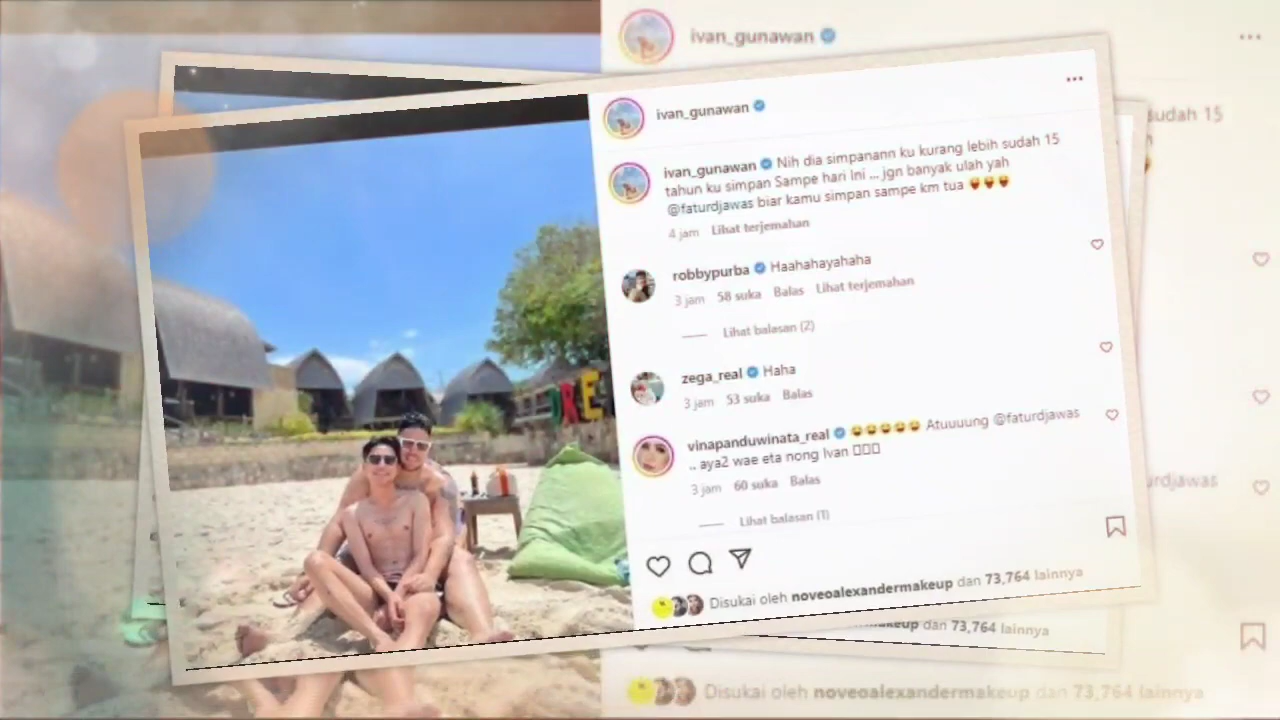 ivan_gunawan
sudah 15
ivan_gunawan
ivan_gunawan Nih dia simpanann ku kurang lebih sudah 15
tahun ku simpan Sampe hari Ini ... jgn banyak ulah yah
@faturdjawas biar kamu simpan sampe km tua 😜😜😜
4 jam Lihat terjemahan
robbypurba Haahahayahaha
3 jam 58 suka Balas Lihat terjemahan
Lihat balasan (2)
zega_real Haha
3 jam 53 suka Balas
vinapanduwinata_real 😄😄😄😄😄 Atuuuung @faturdjawas
.. aya2 wae eta nong Ivan □□□
3 jam 60 suka Balas
Lihat balasan (1)
Disukai oleh noveoalexandermakeup dan 73,764 lainnya
dan 73,764 lainnya
Disukai oleh noveoalexandermakeup dan 73,764 lainnya